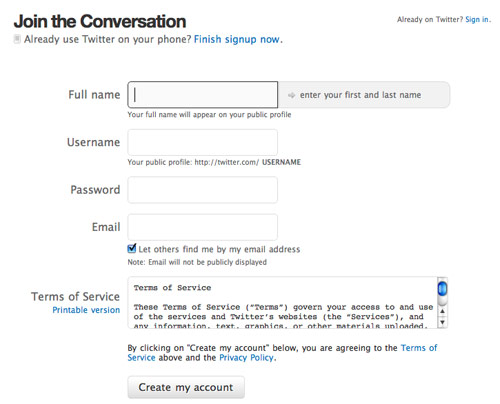 Join the Conversation
Already on Twitter? Sign in.
Already use Twitter on your phone? Finish signup now.
Full name
enter your first and last name
Your full name will appear on your public profile
Username
Your public profile: http://twitter.com/ USERNAME
Password
Email
Let others find me by my email address
Note: Email will not be publicly displayed
Terms of Service
Printable version
Terms of Service
These Terms of Service ("Terms") govern your access to and use
of the services and Twitter's websites (the "Services"), and
any information, text, graphics, or other materials uploaded,
By clicking on "Create my account" below, you are agreeing to the Terms of
Service above and the Privacy Policy.
Create my account